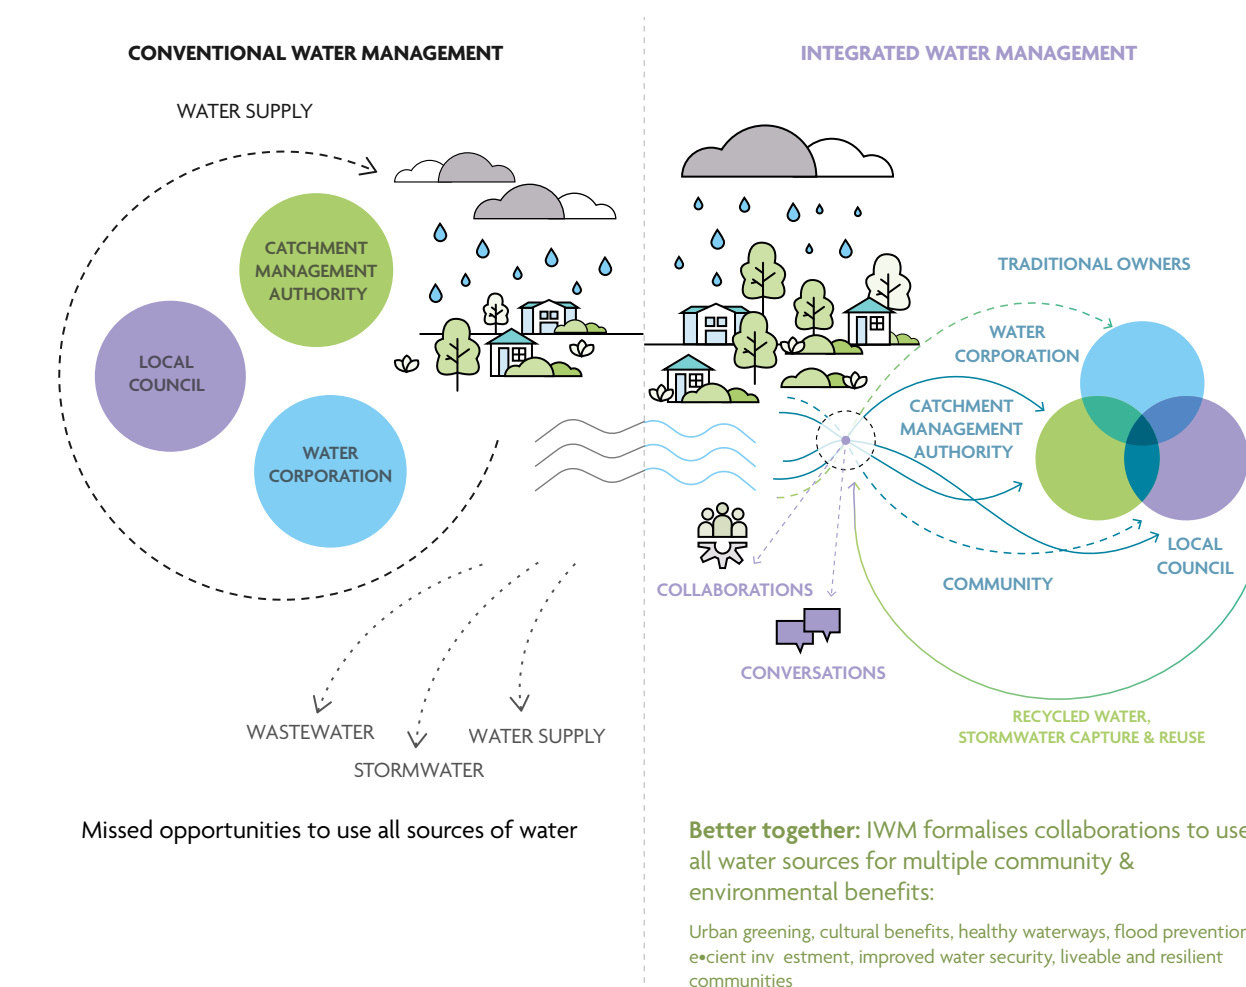 CONVENTIONAL WATER MANAGEMENT
WATER SUPPLY
CATCHMENT
MANAGEMENT
AUTHORITY
LOCAL
COUNCIL
WATER
CORPORATION
WASTEWATER
WATER SUPPLY
STORMWATER
Missed opportunities to use all sources of water
INTEGRATED WATER MANAGEMENT
TRADITIONAL OWNERS
WATER
CORPORATION
CATCHMENT
MANAGEMENT
AUTHORITY
LOCAL
COUNCIL
COMMUNITY
COLLABORATIONS
CONVERSATIONS
RECYCLED WATER,
STORMWATER CAPTURE & REUSE
Better together: IWM formalises collaborations to use
all water sources for multiple community &
environmental benefits:
Urban greening, cultural benefits, healthy waterways, flood prevention
e•cient inv estment, improved water security, liveable and resilient
communities